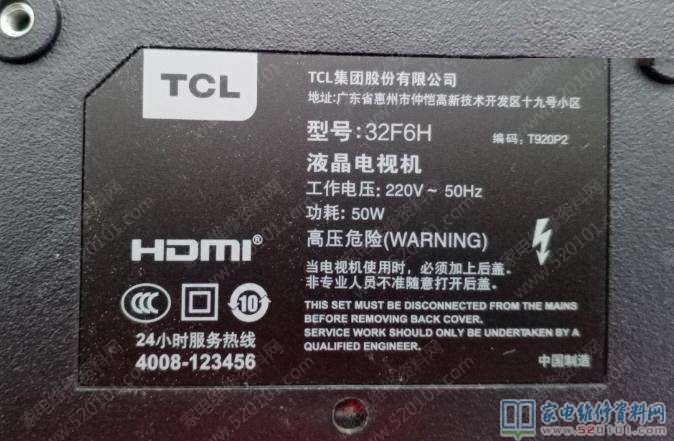 TCL
TCL集团股份有限公司
地址:广东省惠州市仲恺高新技术开发区十九号小区
型号:32F6H
编码: T920P2
液晶电视机
工作电压: 220V ~ 50Hz
功耗: 50W
高压危险(WARNING)
当电视机使用时，必须加上后盖。
非专业人员不准随意打开后盖。
THIS SET MUST BE DISCONNECTED FROM THE MAINS
BEFORE REMOVING BACK COVER.
SERVICE WORK SHOULD ONLY BE UNDERTAKEN BY A
QUALIFIED ENGINEER.
HDMI®
CCC
10
24小时服务热线
4008-123456
中国制造
家电维修资料网
www.520101.com